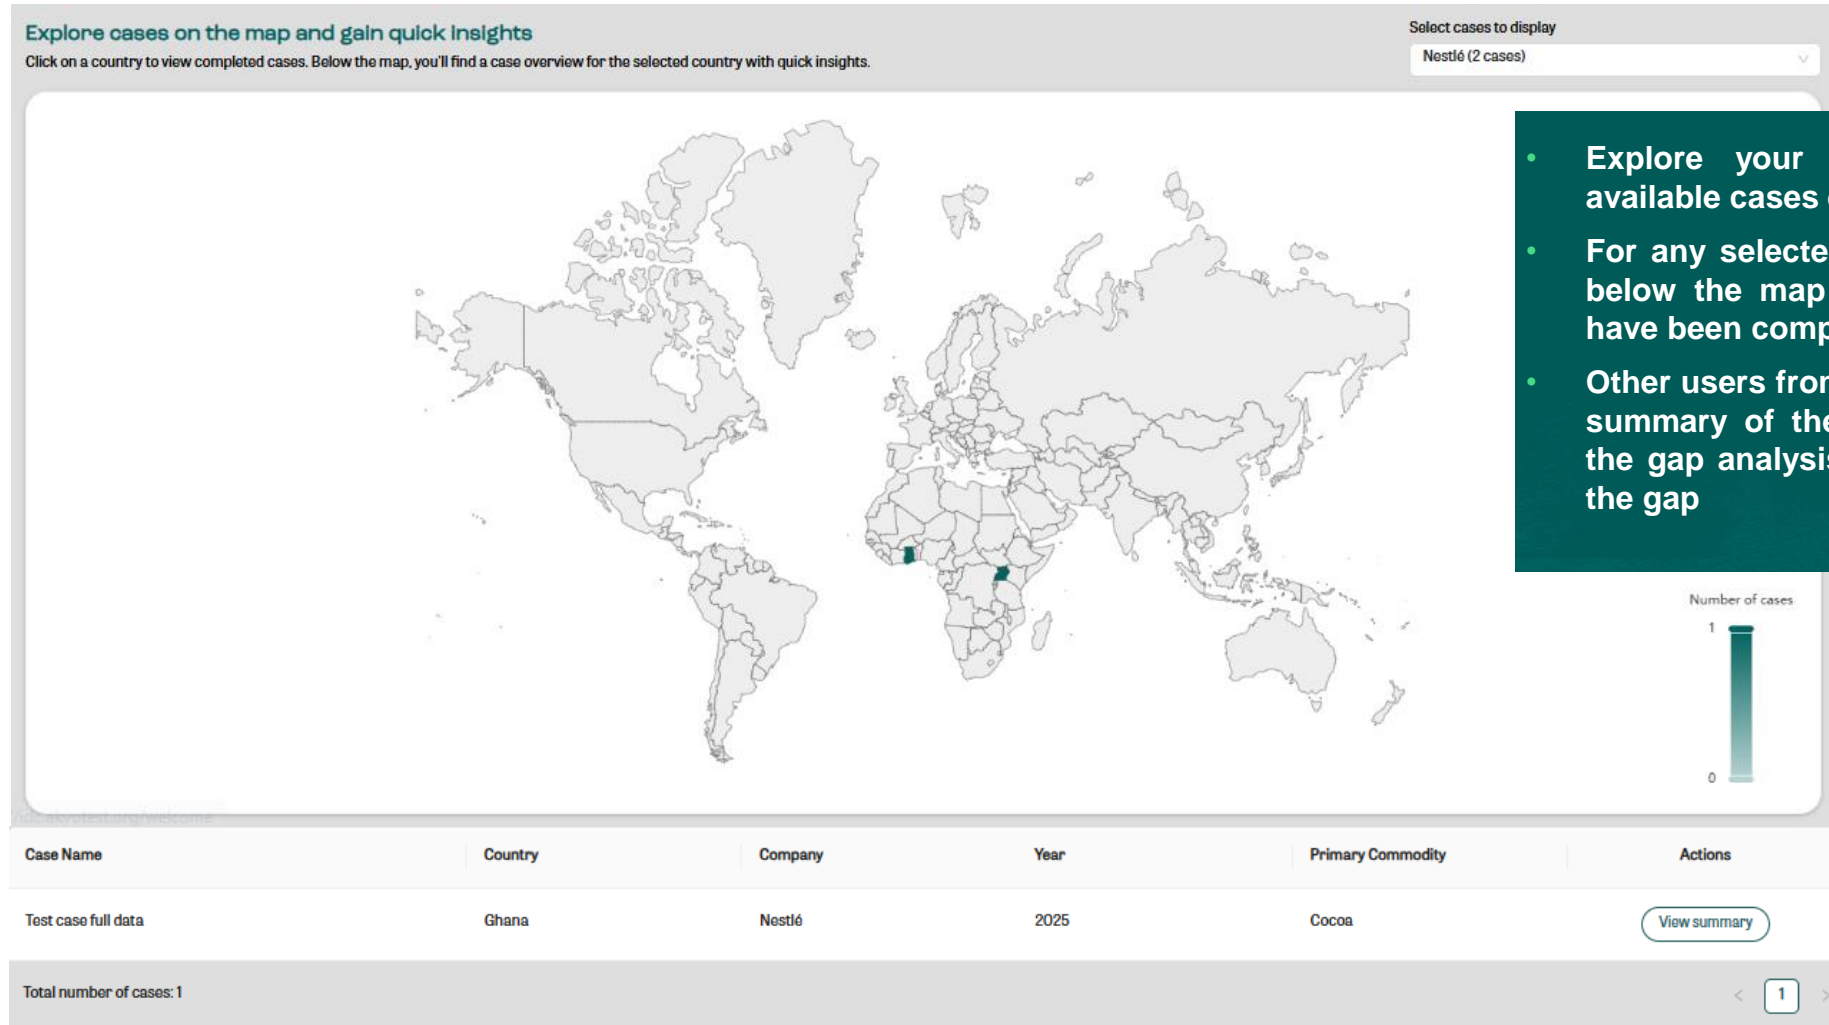 Explore cases on the map and gain quick insights
Click on a country to view completed cases. Below the map, you'll find a case overview for the selected country with quick insights.
Select cases to display
Nestlé (2 cases)
• Explore your
available cases
• For any selecte
below the map
have been comp
• Other users from
summary of the
the gap analysis
the gap
Number of cases
1
0
Case Name Country Company Year Primary Commodity Actions
Test case full data Ghana Nestlé 2025 Cocoa View summary
Total number of cases: 1
< 1 >